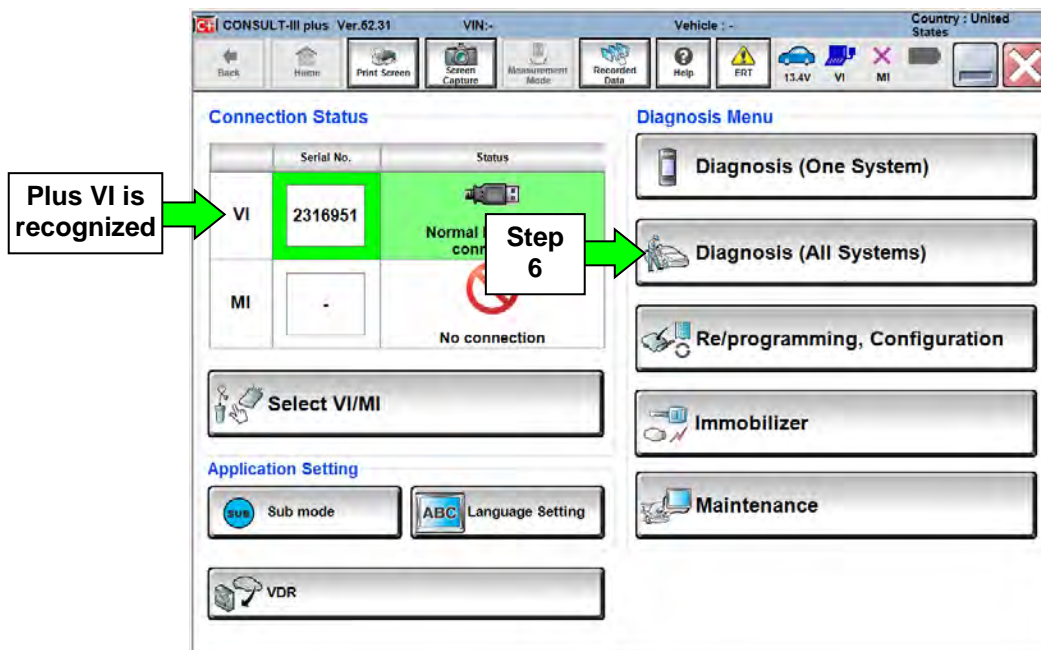 C+ CONSULT-III plus Ver.62.31 VIN:- Vehicle : - Country : United
States
Back Home Print Screen Screen Capture Measurement Mode Recorded Data Help ERT 13.4V VI MI
Connection Status
Serial No. Status
Plus VI is
recognized
VI 2316951
Normal
conn
Step
6
MI -
No connection
Select VI/MI
Application Setting
SUB Sub mode
ABC Language Setting
VDR
Diagnosis Menu
Diagnosis (One System)
Diagnosis (All Systems)
Re/programming, Configuration
Immobilizer
Maintenance